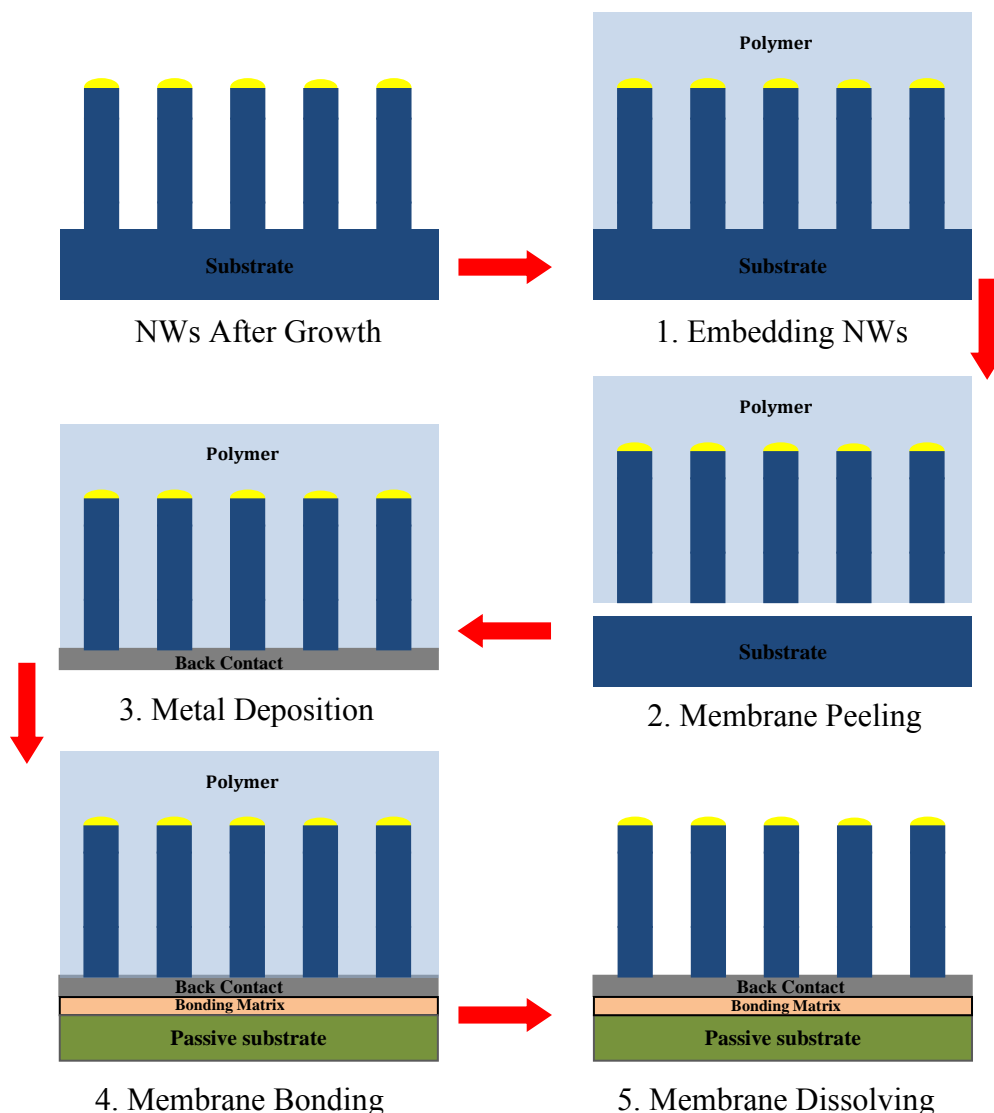 Substrate
NWs After Growth
Polymer
Substrate
1. Embedding NWs
Polymer
Substrate
2. Membrane Peeling
Polymer
Back Contact
3. Metal Deposition
Polymer
Back Contact
Bonding Matrix
Passive substrate
4. Membrane Bonding
Back Contact
Bonding Matrix
Passive substrate
5. Membrane Dissolving